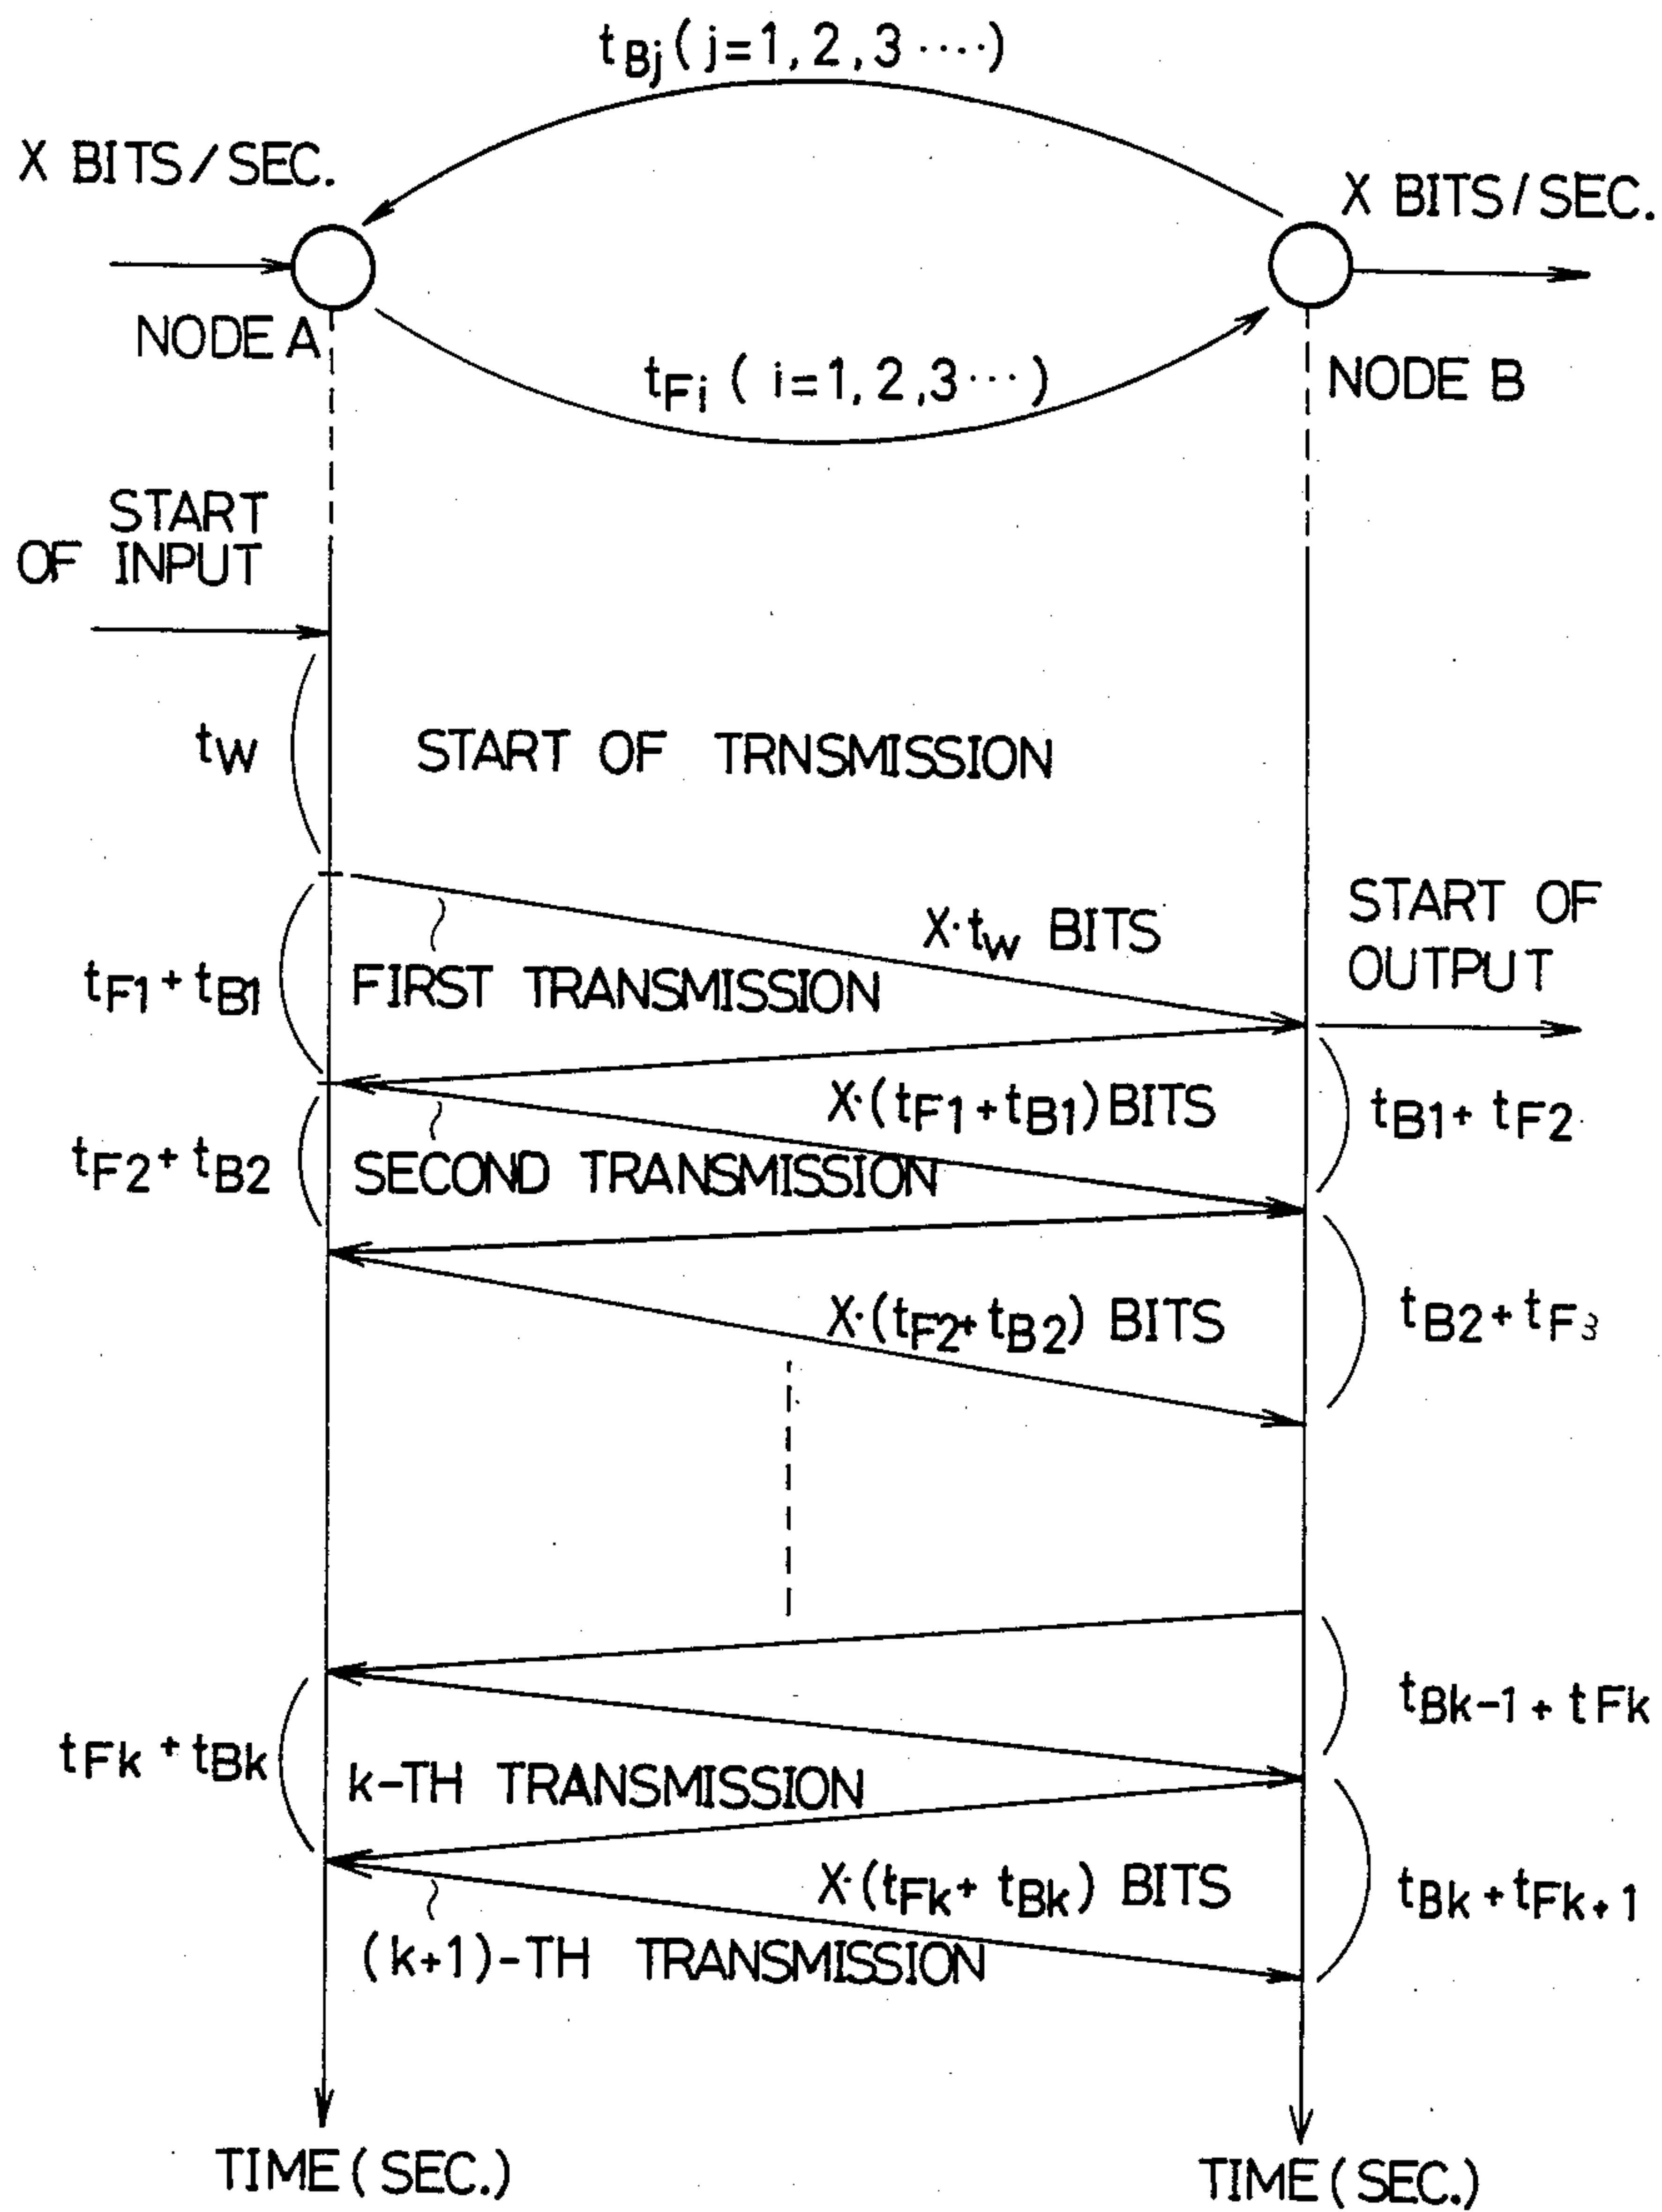 tBj ( j=1, 2, 3 ····)
X BITS/SEC.
X BITS/SEC.
NODE A
tFi ( i=1, 2, 3··· )
NODE B
START
OF INPUT
tW
START OF TRNSMISSION
X·tW BITS
START OF
OUTPUT
tF1 + tB1
FIRST TRANSMISSION
X·(tF1 + tB1) BITS
tB1 + tF2
tF2 + tB2
SECOND TRANSMISSION
X·(tF2 + tB2) BITS
tB2 + tF3
tBk-1 + tFk
tFk + tBk
k-TH TRANSMISSION
X·(tFk + tBk) BITS
tBk + tFk+1
(k+1)-TH TRANSMISSION
TIME ( SEC.)
TIME ( SEC.)